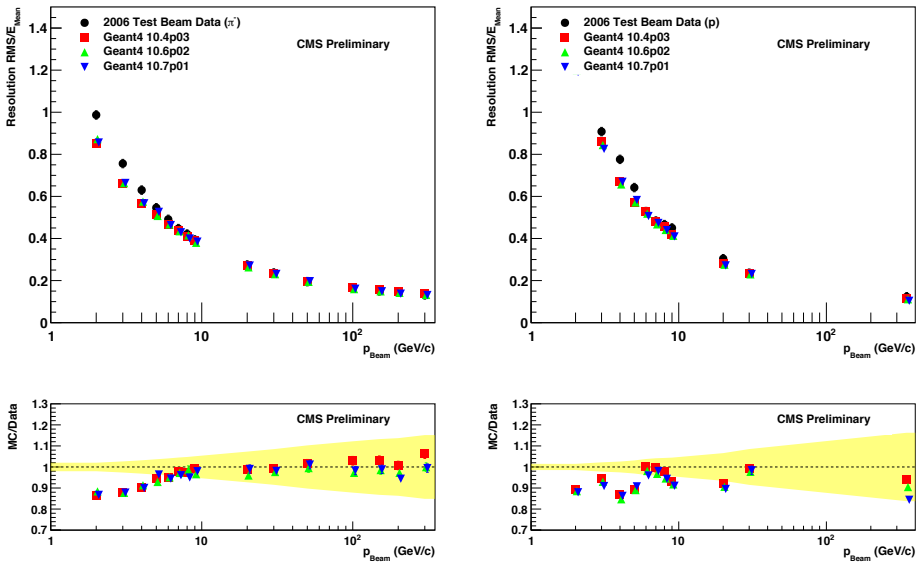 Resolution RMS/E_Mean
1.4
1.2
1
0.8
0.6
0.4
0.2
0
2006 Test Beam Data (π⁻)
Geant4 10.4p03
Geant4 10.6p02
Geant4 10.7p01
CMS Preliminary
1 10 10² p_Beam (GeV/c)
Resolution RMS/E_Mean
1.4
1.2
1
0.8
0.6
0.4
0.2
0
2006 Test Beam Data (p)
Geant4 10.4p03
Geant4 10.6p02
Geant4 10.7p01
CMS Preliminary
1 10 10²
p_Beam (GeV/c)
MC/Data
1.3
1.2
1.1
1
0.9
0.8
0.7
CMS Preliminary
1 10 10²
p_Beam (GeV/c)
MC/Data
1.3
1.2
1.1
1
0.9
0.8
0.7
CMS Preliminary
1 10 10²
p_Beam (GeV/c)